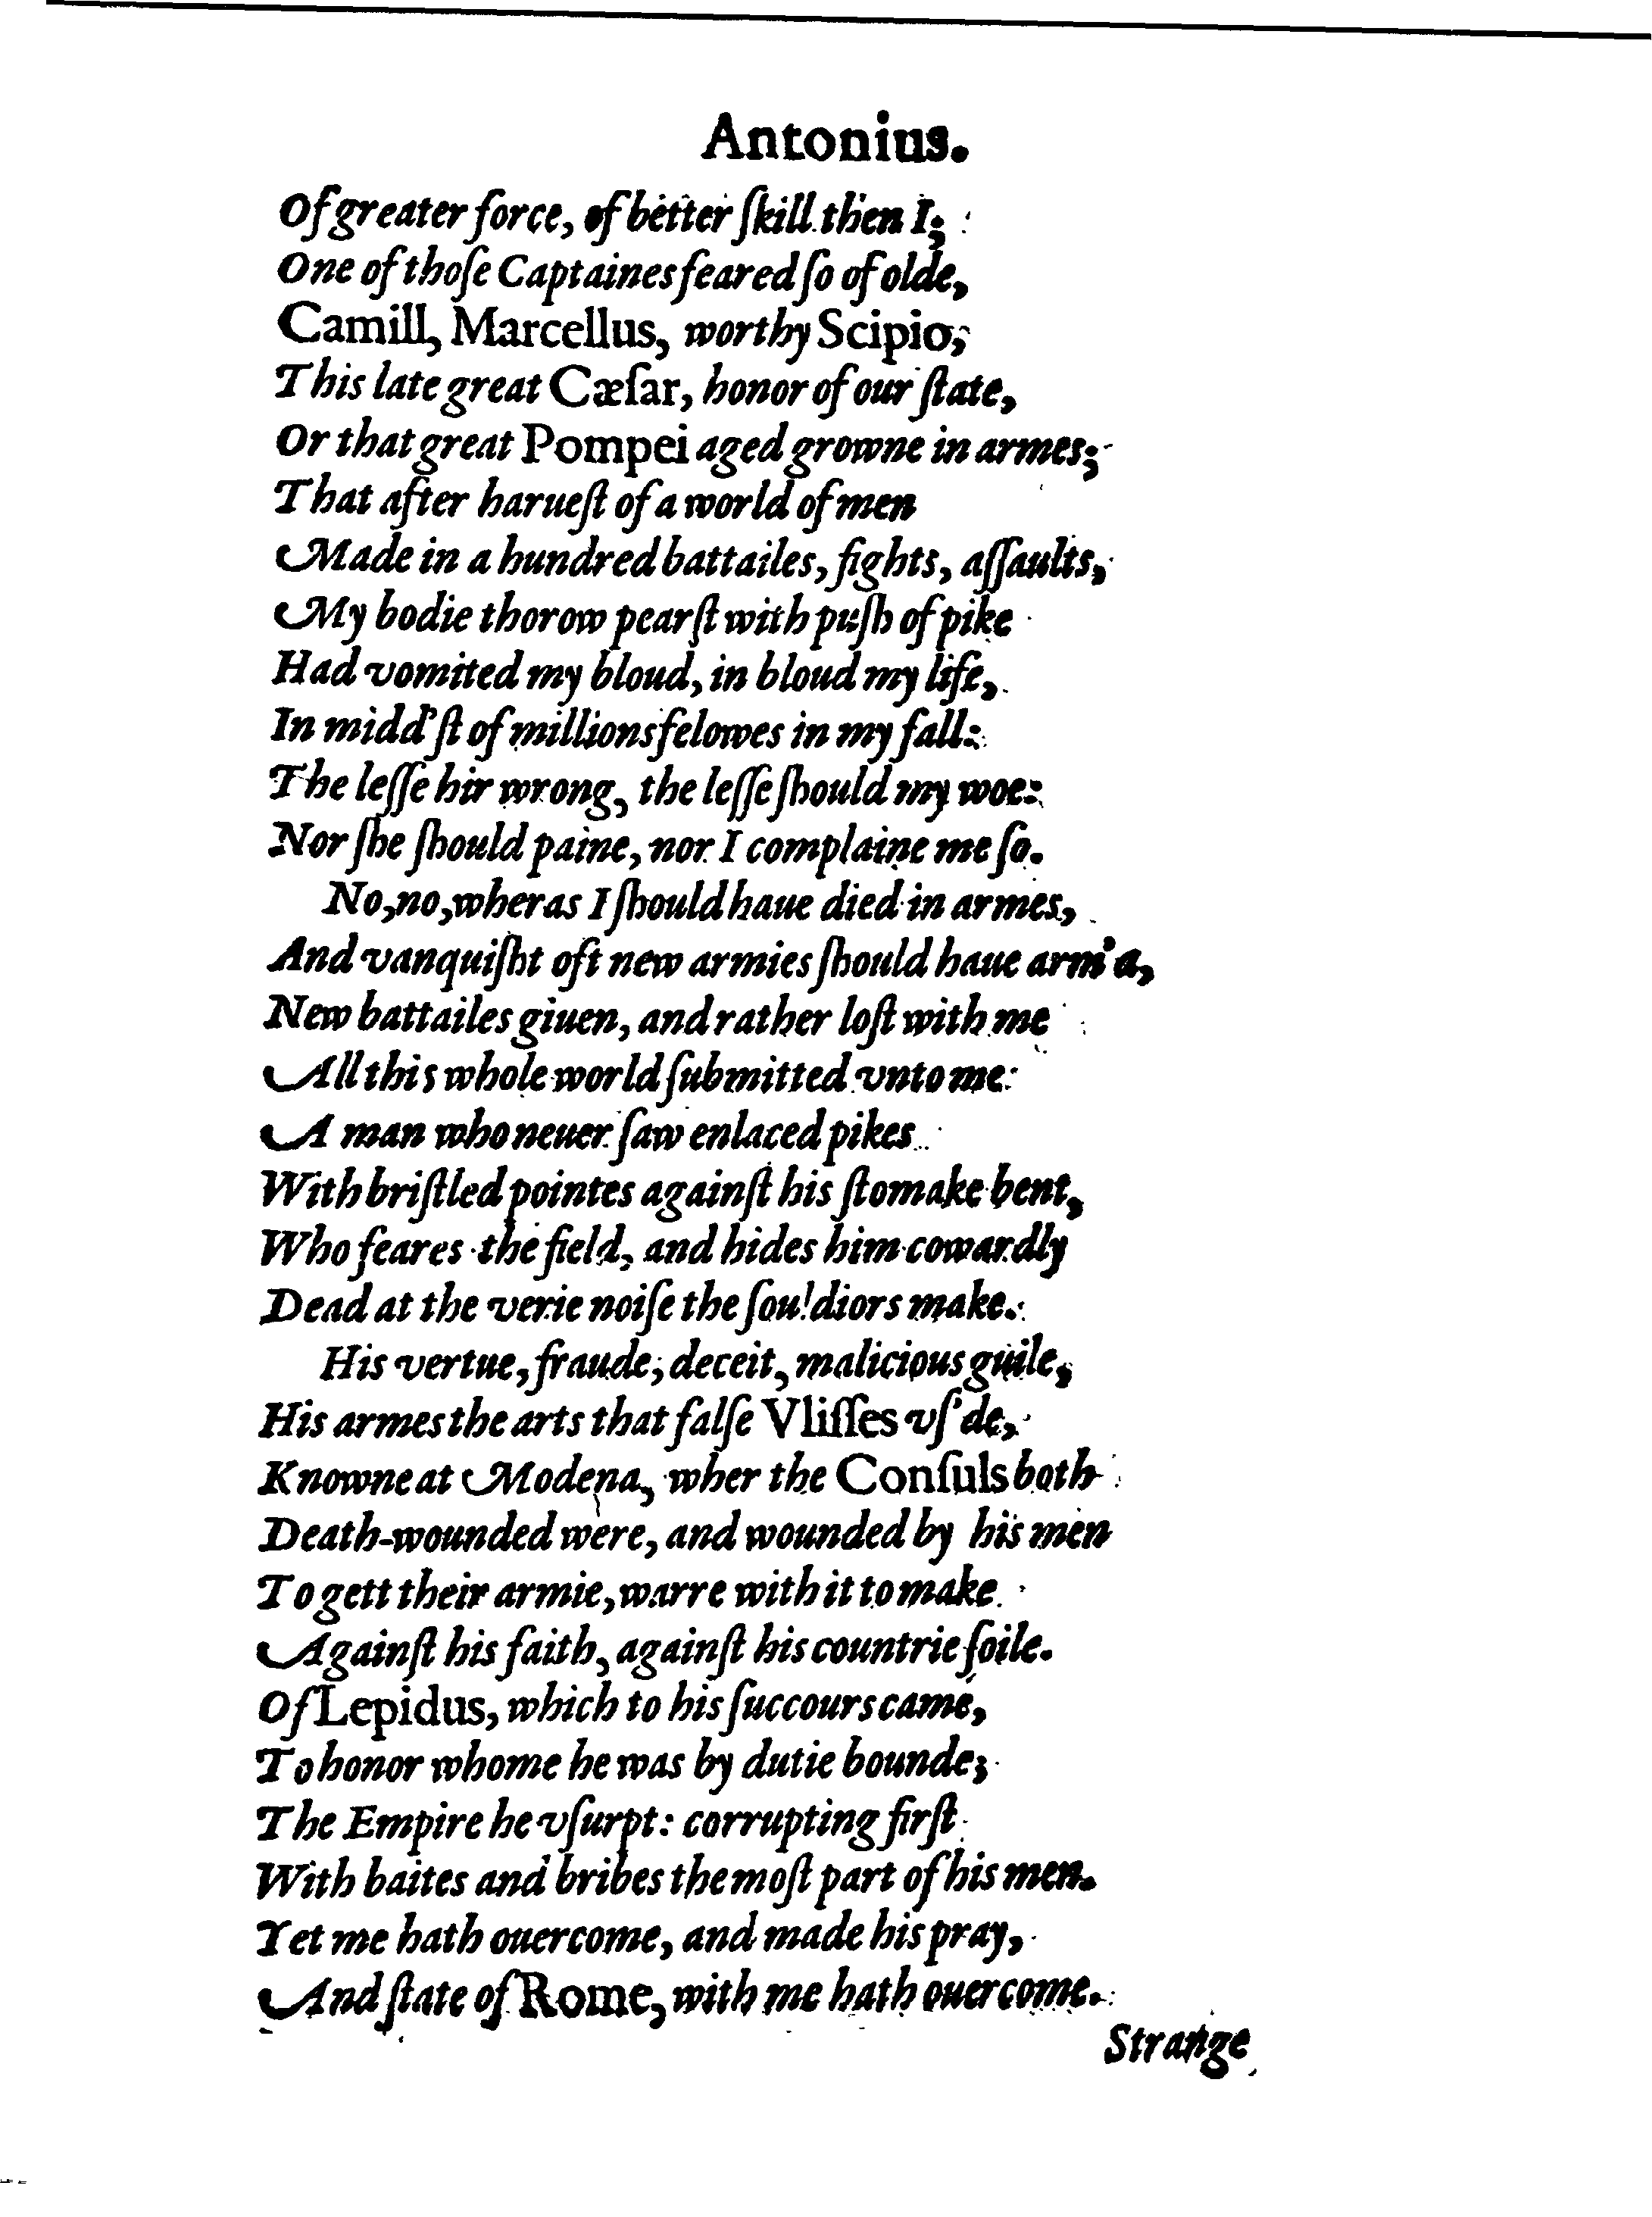 Antonius.
Of greater force, of better ſkill then I;
One of thoſe Captaines feared ſo of olde,
Camill, Marcellus, worthy Scipio;
This late great Cæſar, honor of our ſtate,
Or that great Pompei aged growne in armes;
That after harueſt of a world of men
Made in a hundred battailes, fights, aſſaults,
My bodie thorow pearſt with puſh of pike
Had vomited my bloud, in bloud my life,
In midd'ſt of millions felowes in my fall:
The leſſe hir wrong, the leſſe ſhould my woe:
Nor ſhe ſhould paine, nor I complaine me ſo.
No, no, wheras I ſhould haue died in armes,
And vanquiſht oft new armies ſhould haue arm'd,
New battailes giuen, and rather loſt with me
All this whole world ſubmitted vnto me:
A man who neuer ſaw enlaced pikes
With briſtled pointes againſt his ſtomake bent,
Who feares the field, and hides him cowardly
Dead at the verie noiſe the ſouldiors make.
His vertue, fraude, deceit, malicious guile,
His armes the arts that falſe Vliſſes vſ'de,
Knowne at Modena, wher the Conſuls both
Death-wounded were, and wounded by his men
To gett their armie, warre with it to make
Againſt his faith, againſt his countrie ſoile.
Of Lepidus, which to his ſuccours came,
To honor whome he was by dutie bounde;
The Empire he vſurpt: corrupting firſt
With baites and bribes the moſt part of his men.
Yet me hath ouercome, and made his pray,
And ſtate of Rome, with me hath ouercome.
Strange